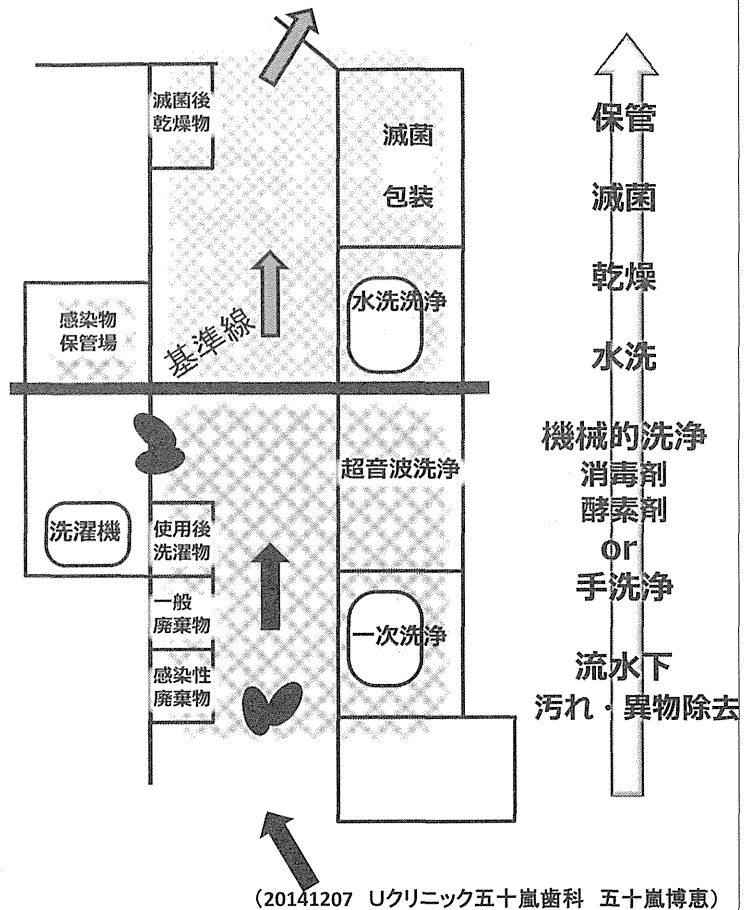 滅菌後
乾燥物
滅菌
包装
感染物
保管場
基準線
水洗洗浄
超音波洗浄
洗濯機
使用後
洗濯物
一般
廃棄物
感染性
廃棄物
一次洗浄
保管
滅菌
乾燥
水洗
機械的洗浄
消毒剤
酵素剤
or
手洗浄
流水下
汚れ・異物除去
（20141207 Uクリニック五十嵐歯科 五十嵐博恵）